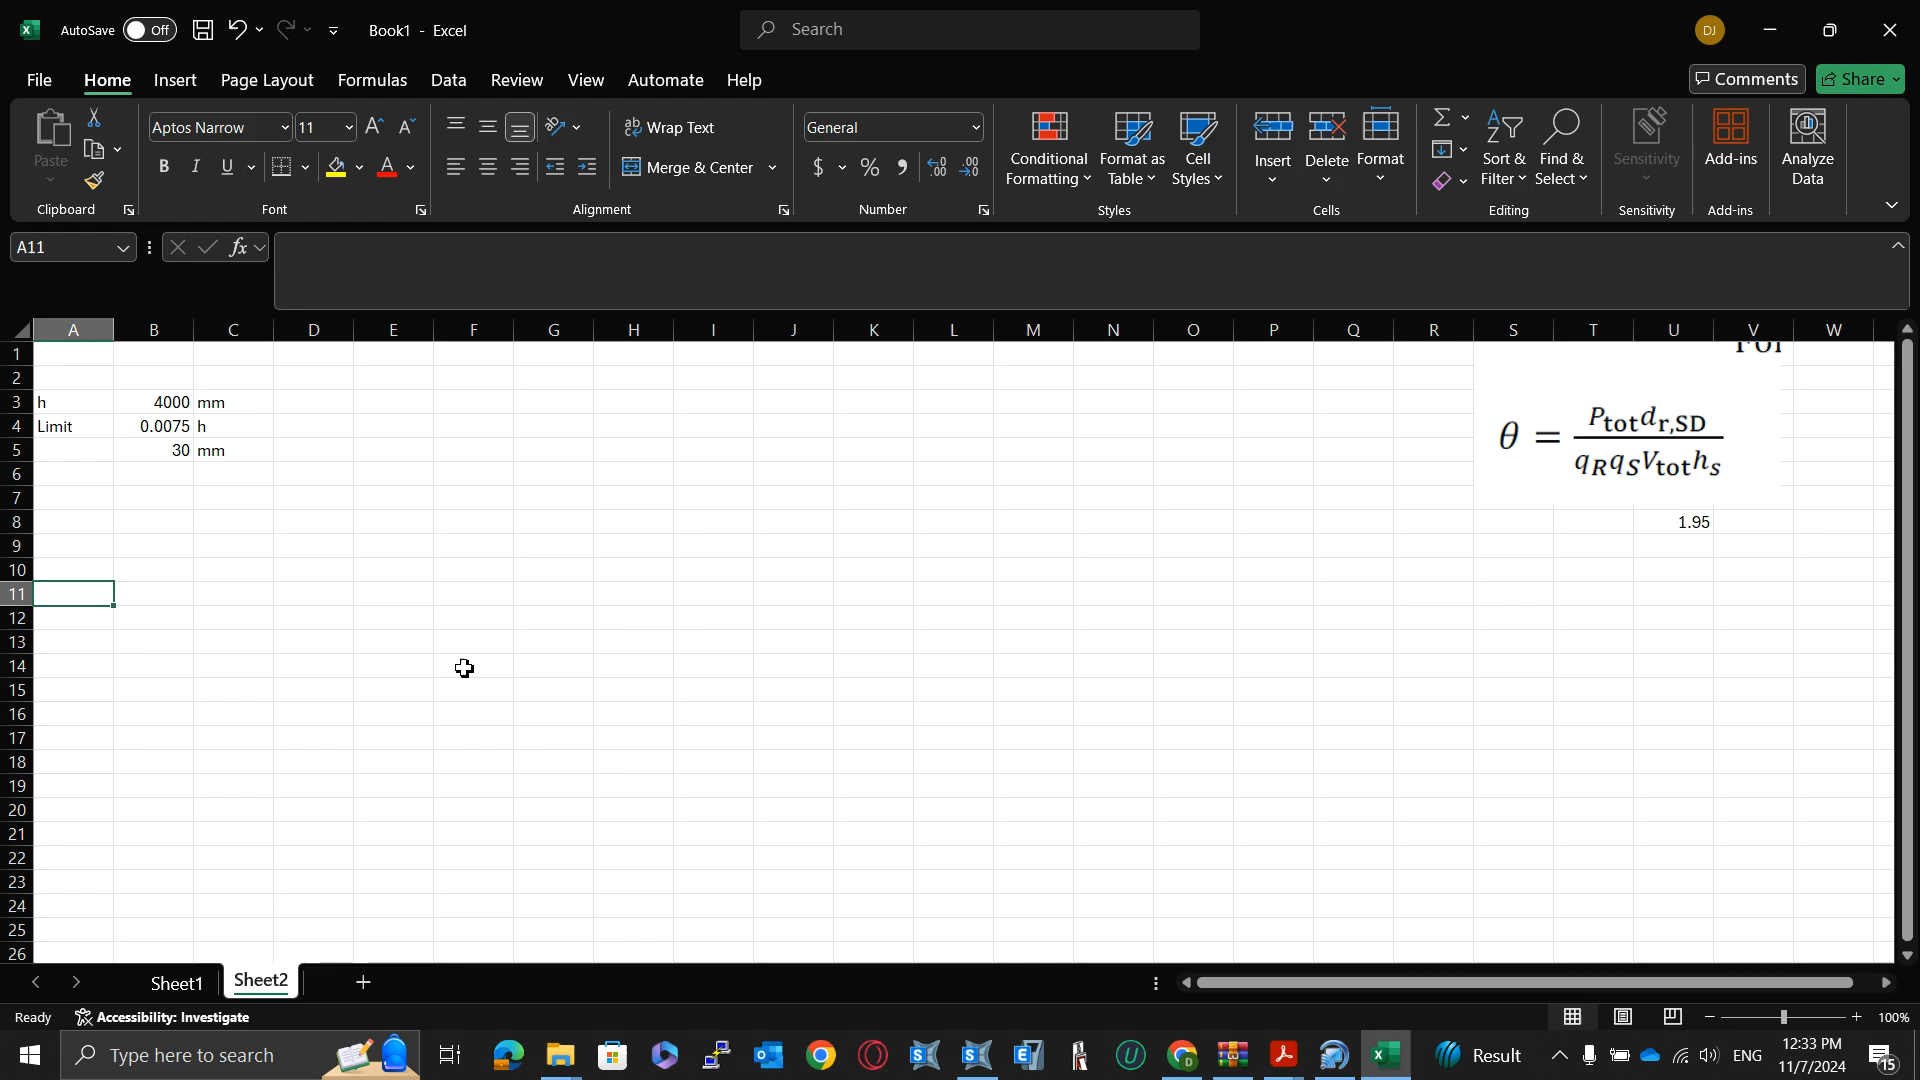 AutoSave Off Book1 - Excel Search DJ
File Home Insert Page Layout Formulas Data Review View Automate Help Comments Share
Paste Aptos Narrow 11 Wrap Text General Conditional Formatting Format as Table Cell Styles Insert Delete Format Sort & Filter Find & Select Sensitivity Add-ins Analyze Data
B I U Merge & Center $ %
Clipboard Font Alignment Number Styles Cells Editing Sensitivity Add-ins
A11 fx
A B C D E F G H I J K L M N O P Q R S T U V W
1
2
3 h 4000 mm
4 Limit 0.0075 h
5 30 mm
θ = P_tot d_r,SD / q_R q_S V_tot h_s
6
7
8 1.95
9
10
11
12
13
14
15
16
17
18
19
20
21
22
23
24
25
26
Sheet1 Sheet2 +
Ready Accessibility: Investigate 100%
Type here to search Result ENG 12:33 PM
11/7/2024 15